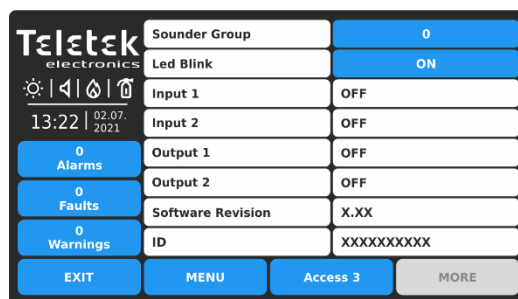 Teletek
electronics
13:22 | 02.07.
2021
0
Alarms
0
Faults
0
Warnings
Sounder Group 0
Led Blink ON
Input 1 OFF
Input 2 OFF
Output 1 OFF
Output 2 OFF
Software Revision X.XX
ID XXXXXXXXXX
EXIT MENU Access 3 MORE